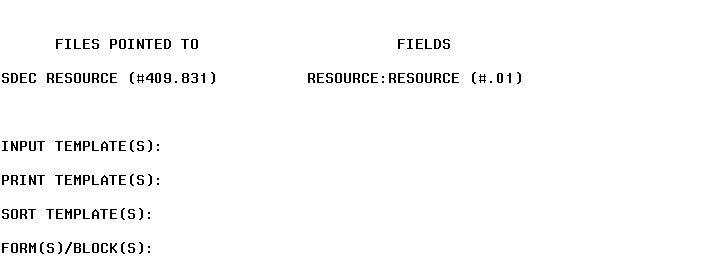 FILES POINTED TO FIELDS
SDEC RESOURCE (#409.831) RESOURCE:RESOURCE (#.01)
INPUT TEMPLATE(S):
PRINT TEMPLATE(S):
SORT TEMPLATE(S):
FORM(S)/BLOCK(S):